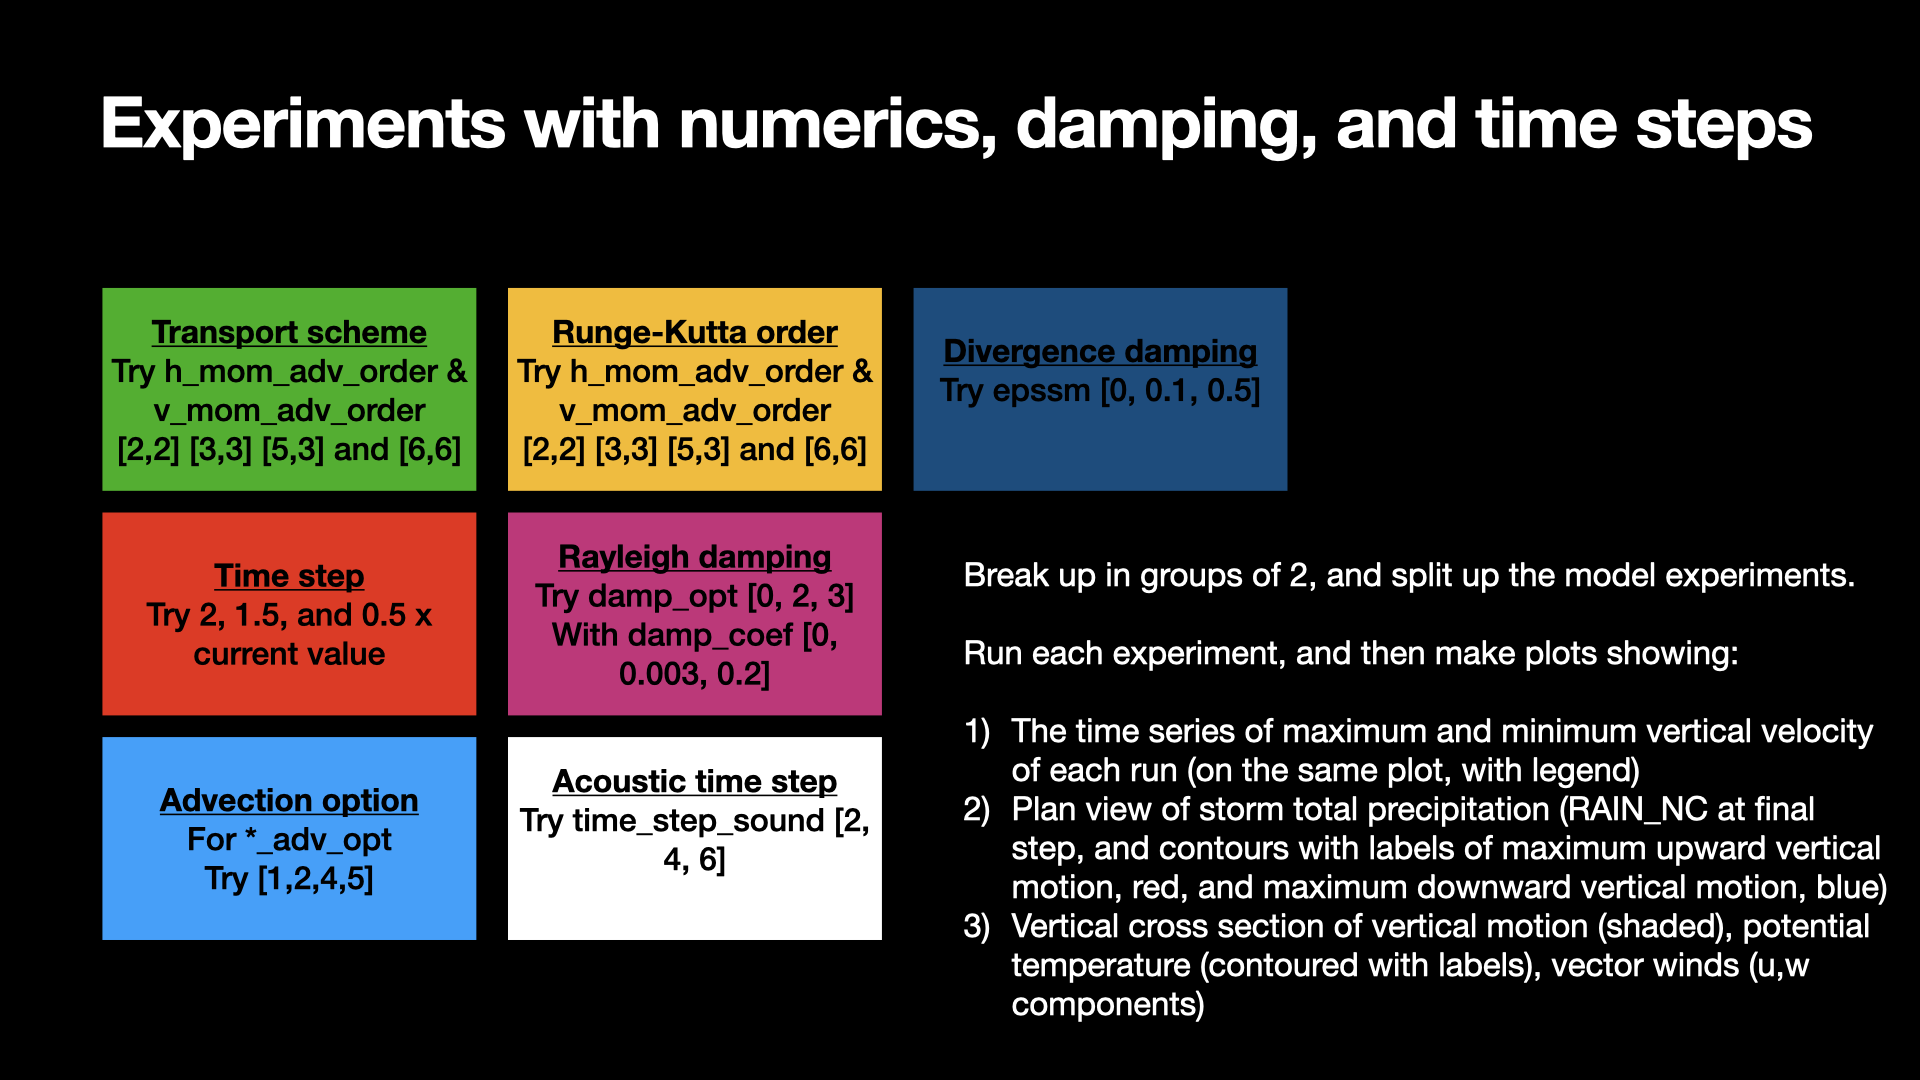 Experiments with numerics, damping, and time steps
Transport scheme
Try h_mom_adv_order &
v_mom_adv_order
[2,2] [3,3] [5,3] and [6,6]
Runge-Kutta order
Try h_mom_adv_order &
v_mom_adv_order
[2,2] [3,3] [5,3] and [6,6]
Divergence damping
Try epssm [0, 0.1, 0.5]
Time step
Try 2, 1.5, and 0.5 x
current value
Rayleigh damping
Try damp_opt [0, 2, 3]
With damp_coef [0,
0.003, 0.2]
Advection option
For *_adv_opt
Try [1,2,4,5]
Acoustic time step
Try time_step_sound [2,
4, 6]
Break up in groups of 2, and split up the model experiments.
Run each experiment, and then make plots showing:
1) The time series of maximum and minimum vertical velocity
of each run (on the same plot, with legend)
2) Plan view of storm total precipitation (RAIN_NC at final
step, and contours with labels of maximum upward vertical
motion, red, and maximum downward vertical motion, blue)
3) Vertical cross section of vertical motion (shaded), potential
temperature (contoured with labels), vector winds (u,w
components)